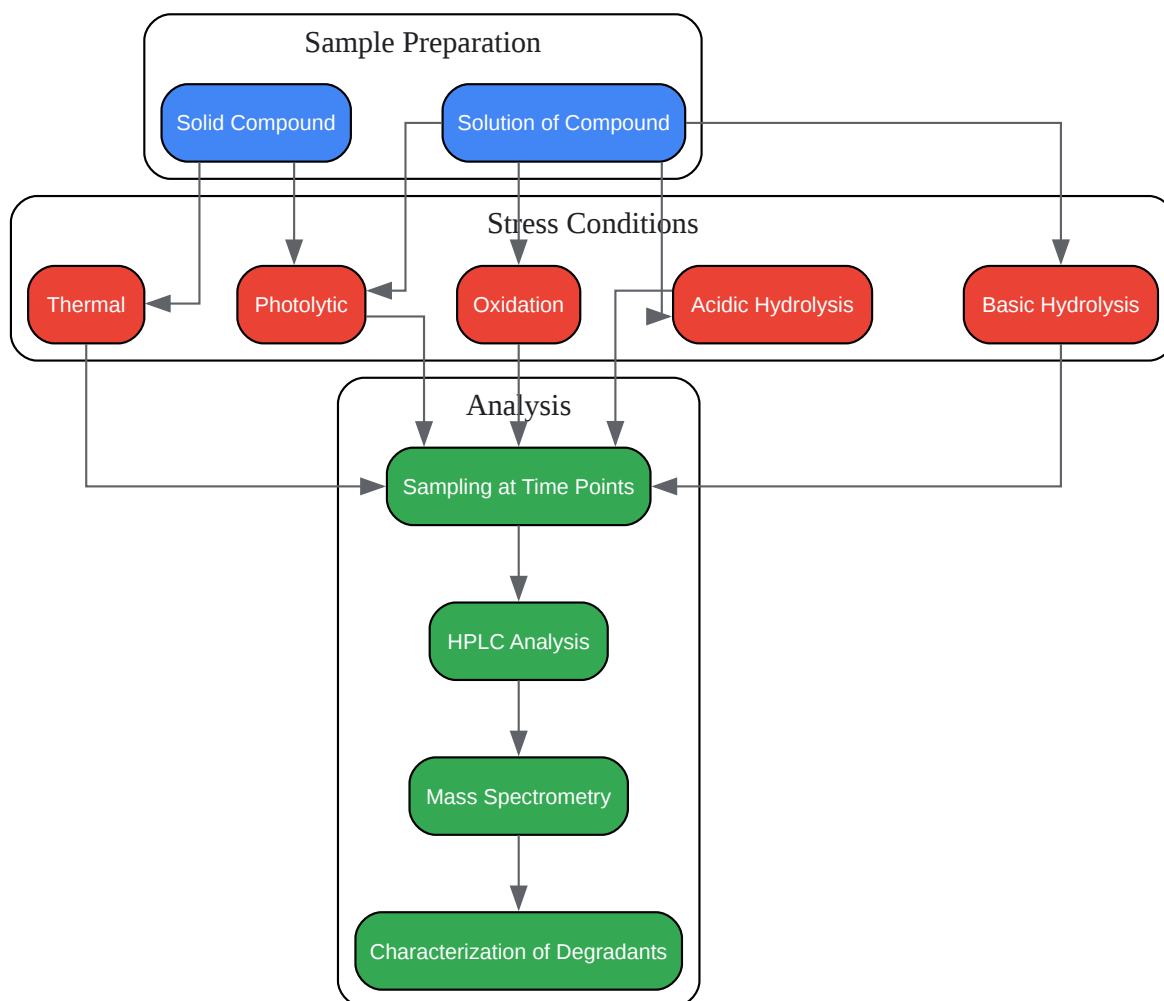 Sample Preparation
Solid Compound
Solution of Compound
Stress Conditions
Thermal
Photolytic
Oxidation
Acidic Hydrolysis
Basic Hydrolysis
Analysis
Sampling at Time Points
HPLC Analysis
Mass Spectrometry
Characterization of Degradants